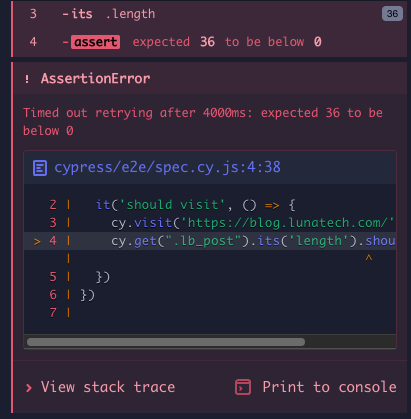 3 -its .length 36
4 -assert expected 36 to be below 0
! AssertionError
Timed out retrying after 4000ms: expected 36 to be
below 0
cypress/e2e/spec.cy.js:4:38
2 | it('should visit', () => {
3 | cy.visit('https://blog.lunatech.com/'
> 4 | cy.get(".lb_post").its('length').shou
| ^
5 | })
6 | })
7 |
> View stack trace Print to console